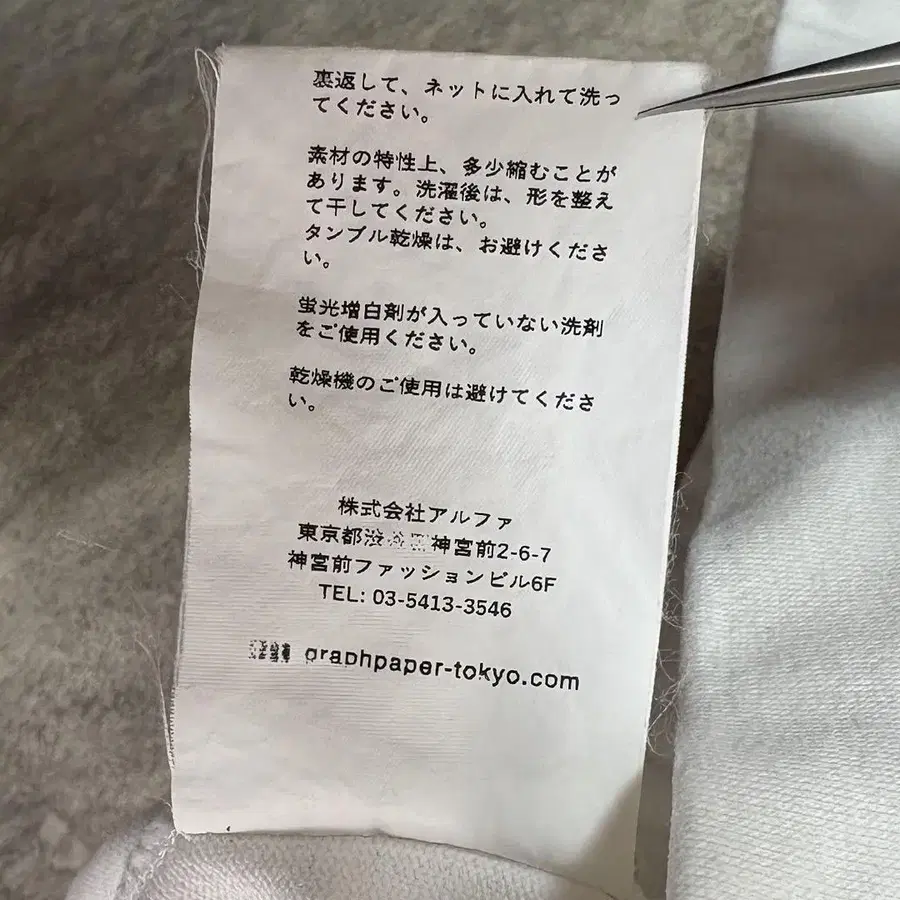 裏返して、ネットに入れて洗っ
てください。
素材の特性上、多少縮むことが
あります。洗濯後は、形を整え
て干してください。
タンブル乾燥は、お避けくださ
い。
蛍光増白剤が入っていない洗剤
をご使用ください。
乾燥機のご使用は避けてくださ
い。
株式会社アルファ
東京都渋谷区神宮前2-6-7
神宮前ファッションビル6F
TEL: 03-5413-3546
graphpaper-tokyo.com